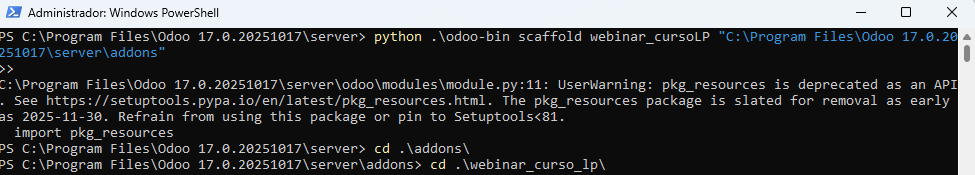 Administrador: Windows PowerShell
PS C:\Program Files\Odoo 17.0.20251017\server> python .\odoo-bin scaffold webinar_cursoLP "C:\Program Files\Odoo 17.0.20
251017\server\addons"
>>
C:\Program Files\Odoo 17.0.20251017\server\odoo\modules\module.py:11: UserWarning: pkg_resources is deprecated as an API
. See https://setuptools.pypa.io/en/latest/pkg_resources.html. The pkg_resources package is slated for removal as early
as 2025-11-30. Refrain from using this package or pin to Setuptools<81.
  import pkg_resources
PS C:\Program Files\Odoo 17.0.20251017\server> cd .\addons\
PS C:\Program Files\Odoo 17.0.20251017\server\addons> cd .\webinar_curso_lp\